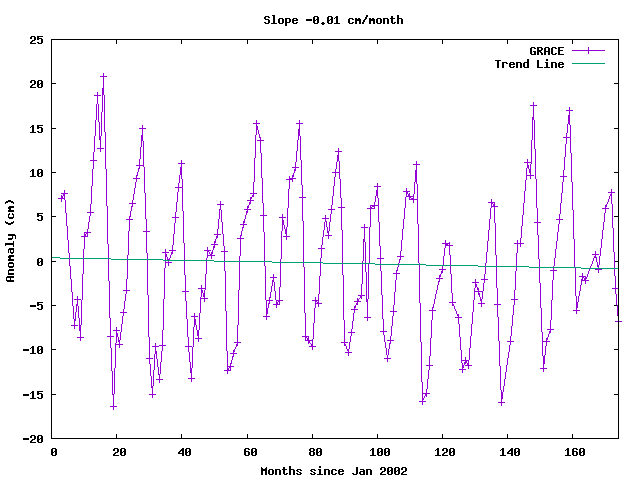 Slope -0.01 cm/month
GRACE
Trend Line
25
20
15
10
5
0
-5
-10
-15
-20
Anomaly (cm)
0 20 40 60 80 100 120 140 160
Months since Jan 2002